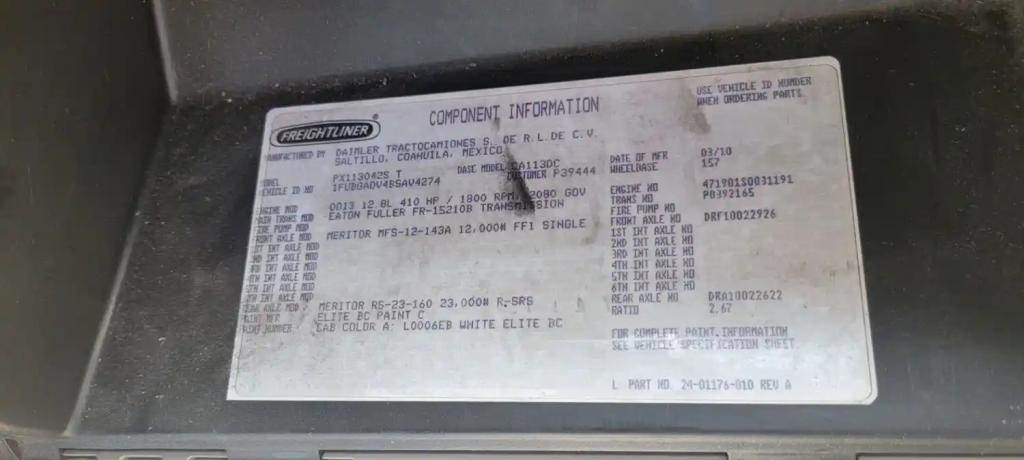 FREIGHTLINER
COMPONENT INFORMATION
USE VEHICLE ID NUMBER
WHEN ORDERING PARTS
MANUFACTURED BY DAIMLER TRACTOCAMIONES S. DE R.L.DE C.V.
SALTILLO, COAHUILA, MEXICO
MODEL PX113042S T BASE MODEL CA113DC DATE OF MFR 03/10
VEHICLE ID NO CUSTOMER P39444 WHEELBASE 157
ENGINE MOD DD13 12.8L 410 HP / 1800 RPM, 2080 GOV ENGINE NO 471901S0031191
MAIN TRANS MOD EATON FULLER FR-15210B TRANSMISSION TRANS NO P0392165
FIRE PUMP MOD FIRE PUMP NO
FRONT AXLE MOD MERITOR MFS-12-143A 12,000# FF1 SINGLE FRONT AXLE NO DRF10022926
1ST INT AXLE MOD 1ST INT AXLE NO
2ND INT AXLE MOD 2ND INT AXLE NO
3RD INT AXLE MOD 3RD INT AXLE NO
4TH INT AXLE MOD 4TH INT AXLE NO
5TH INT AXLE MOD 5TH INT AXLE NO
6TH INT AXLE MOD 6TH INT AXLE NO
REAR AXLE MOD MERITOR RS-23-160 23,000# R-SRS REAR AXLE NO DRA10022622
PAINT MFR ELITE BC PAINT C RATIO 2.67
PAINT NUMBER CAB COLOR A: L0006EB WHITE ELITE BC
FOR COMPLETE PAINT INFORMATION
SEE VEHICLE SPECIFICATION SHEET
L PART NO. 24-01176-010 REV A